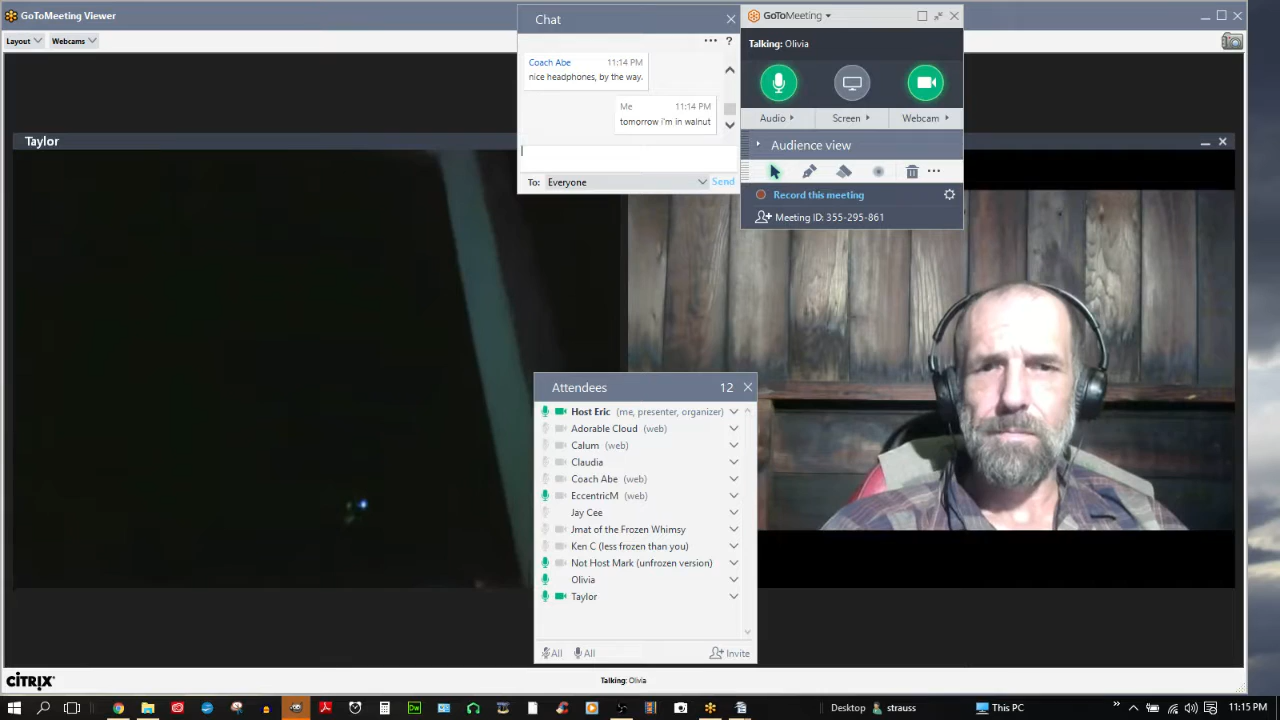 GoToMeeting Viewer
Layout
Webcams
Chat
Coach Abe 11:14 PM
nice headphones, by the way.
Me 11:14 PM
tomorrow i'm in walnut
To: Everyone Send
GoToMeeting
Talking: Olivia
Audio Screen Webcam
Audience view
Record this meeting
Meeting ID: 355-295-861
Taylor
Attendees 12
Host Eric (me, presenter, organizer)
Adorable Cloud (web)
Calum (web)
Claudia
Coach Abe (web)
EccentricM (web)
Jay Cee
Jmat of the Frozen Whimsy
Ken C (less frozen than you)
Not Host Mark (unfrozen version)
Olivia
Taylor
All All Invite
CİTRIX
Talking: Olivia
Desktop strauss This PC 11:15 PM